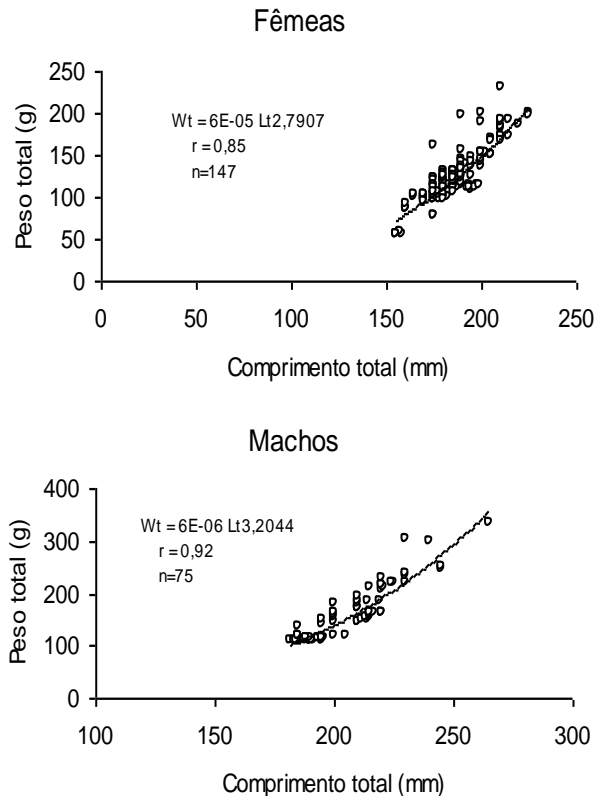 Fêmeas
250
200
150
100
50
0
Peso total (g)
Wt = 6E-05 Lt2,7907
r = 0,85
n=147
0 50 100 150 200 250
Comprimento total (mm)
Machos
400
300
200
100
0
Peso total (g)
Wt = 6E-06 Lt3,2044
r = 0,92
n=75
100 150 200 250 300
Comprimento total (mm)